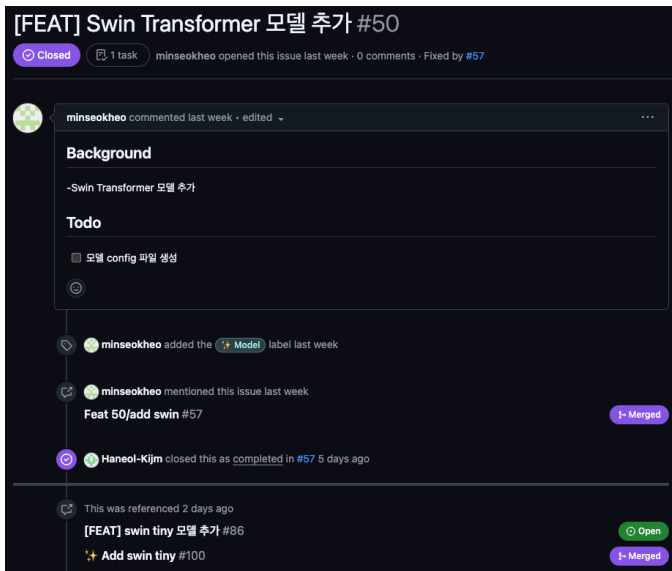 [FEAT] Swin Transformer 모델 추가 #50
Closed 1 task minseokheo opened this issue last week · 0 comments · Fixed by #57
minseokheo commented last week • edited
Background
-Swin Transformer 모델 추가
Todo
모델 config 파일 생성
minseokheo added the ✨ Model label last week
minseokheo mentioned this issue last week
Feat 50/add swin #57 Merged
Haneol-Kijm closed this as completed in #57 5 days ago
This was referenced 2 days ago
[FEAT] swin tiny 모델 추가 #86 Open
✨ Add swin tiny #100 Merged